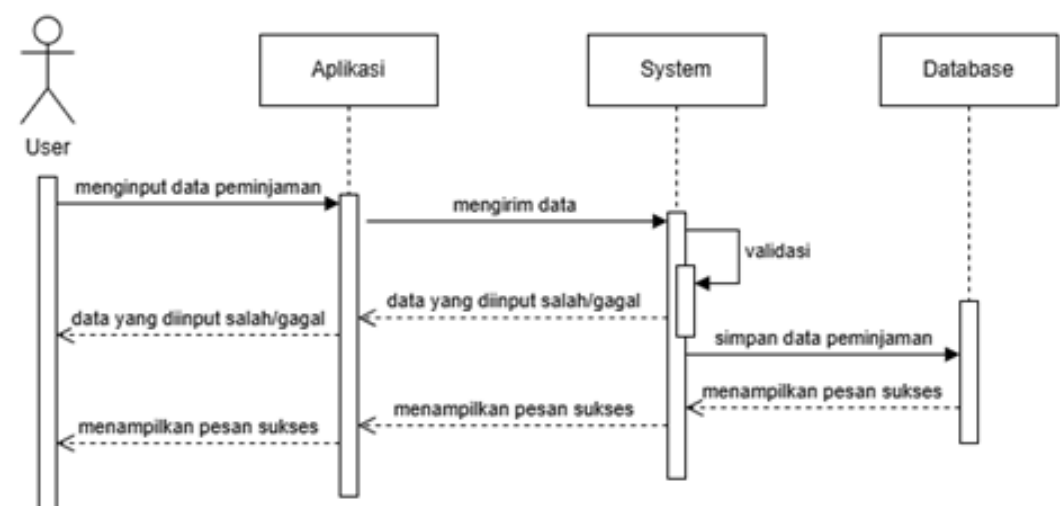 Aplikasi
System
Database
User
menginput data peminjaman
mengirim data
validasi
data yang diinput salah/gagal
data yang diinput salah/gagal
simpan data peminjaman
menampilkan pesan sukses
menampilkan pesan sukses
menampilkan pesan sukses